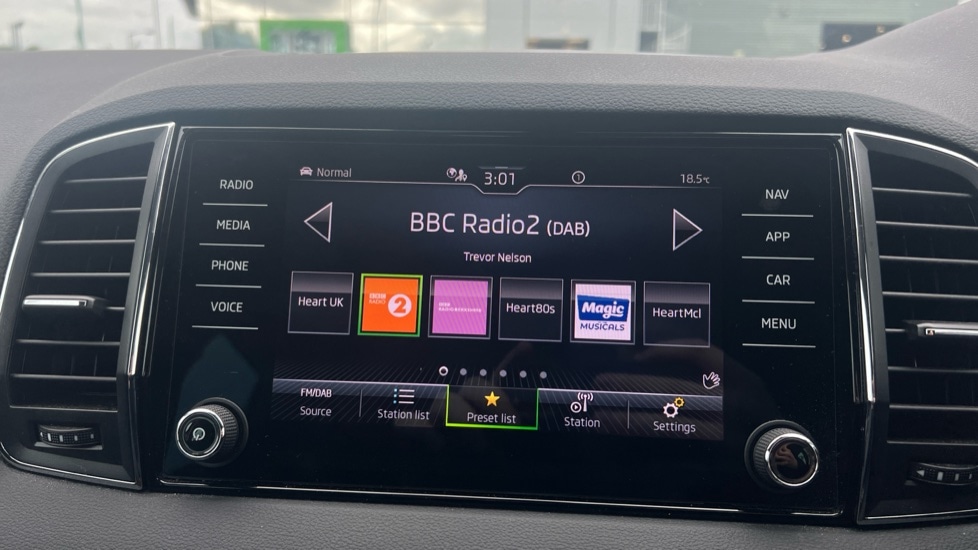 Normal
3:01
1
18.5°C
RADIO
MEDIA
PHONE
VOICE
NAV
APP
CAR
MENU
BBC Radio2 (DAB)
Trevor Nelson
Heart UK
BBC
RADIO
2
Heart80s
Magic
MUSICALS
HeartMcl
FM/DAB
Source
Station list
Preset list
Station
Settings